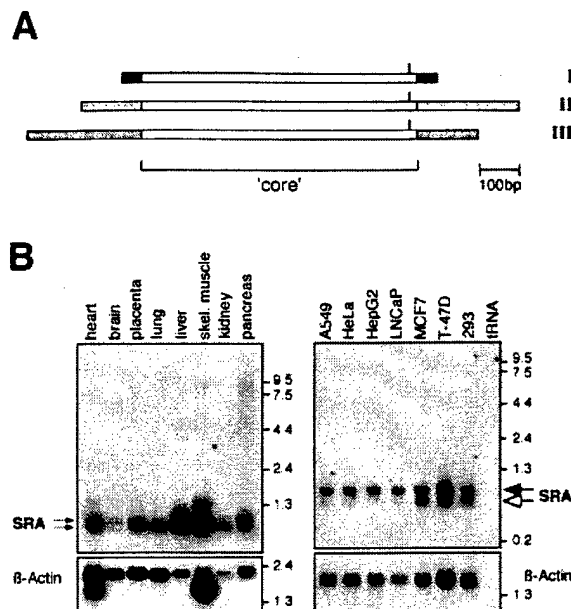 A
I
II
III
'core'
100bp
B
heart
brain
placenta
lung
liver
skel. muscle
kidney
pancreas
A549
HeLa
HepG2
LNCaP
MCF7
T-47D
293
tRNA
9.5
7.5
4.4
2.4
1.3
SRA
9.5
7.5
4.4
2.4
1.3
SRA
0.2
ß-Actin
2.4
1.3
ß-Actin
1.3